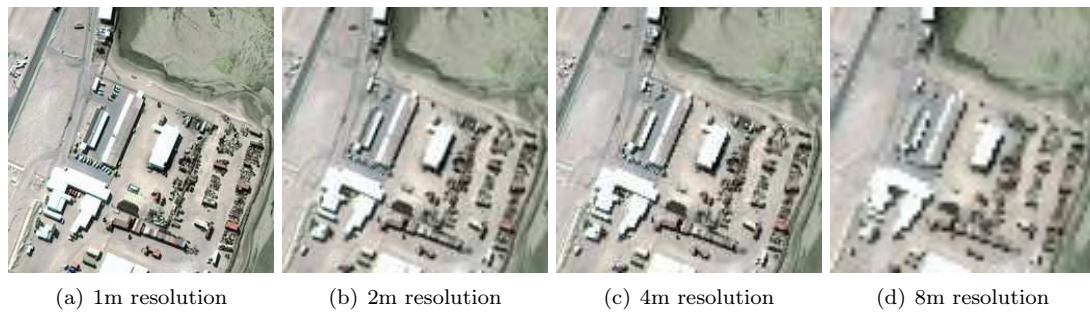 (a) 1m resolution
(b) 2m resolution
(c) 4m resolution
(d) 8m resolution